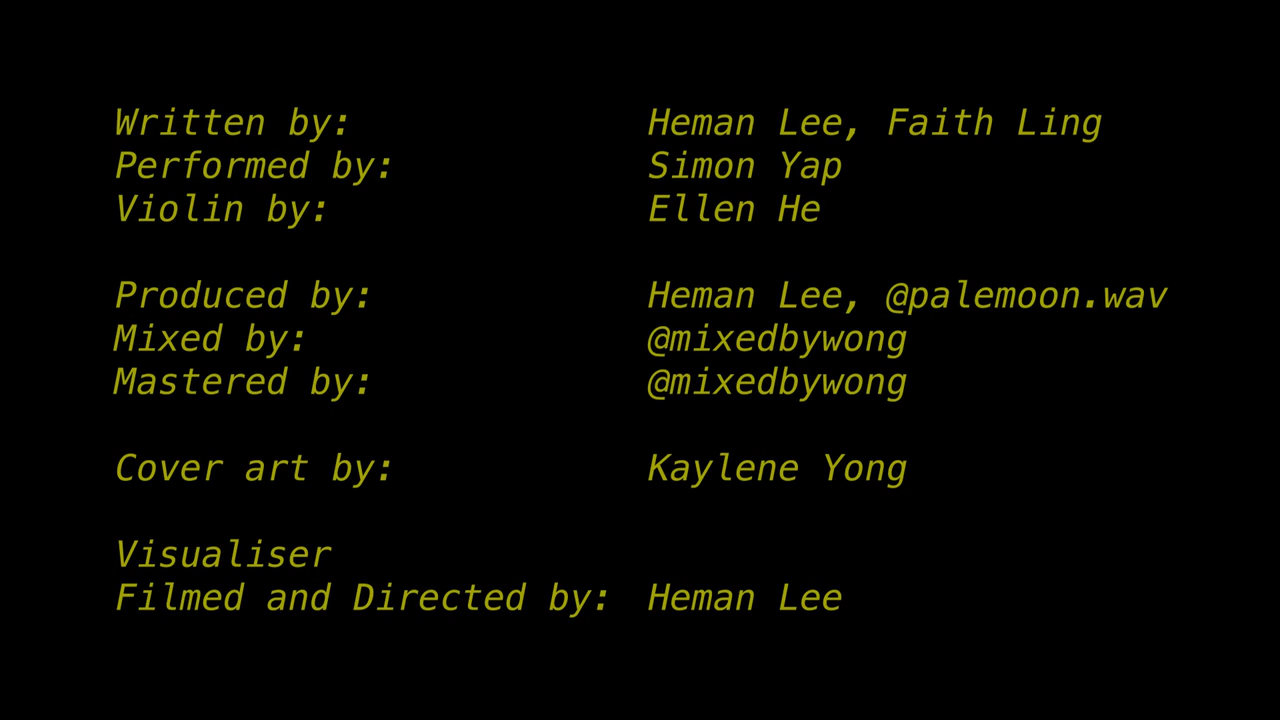 Written by: Heman Lee, Faith Ling
Performed by: Simon Yap
Violin by: Ellen He
Produced by: Heman Lee, @palemoon.wav
Mixed by: @mixedbywong
Mastered by: @mixedbywong
Cover art by: Kaylene Yong
Visualiser
Filmed and Directed by: Heman Lee